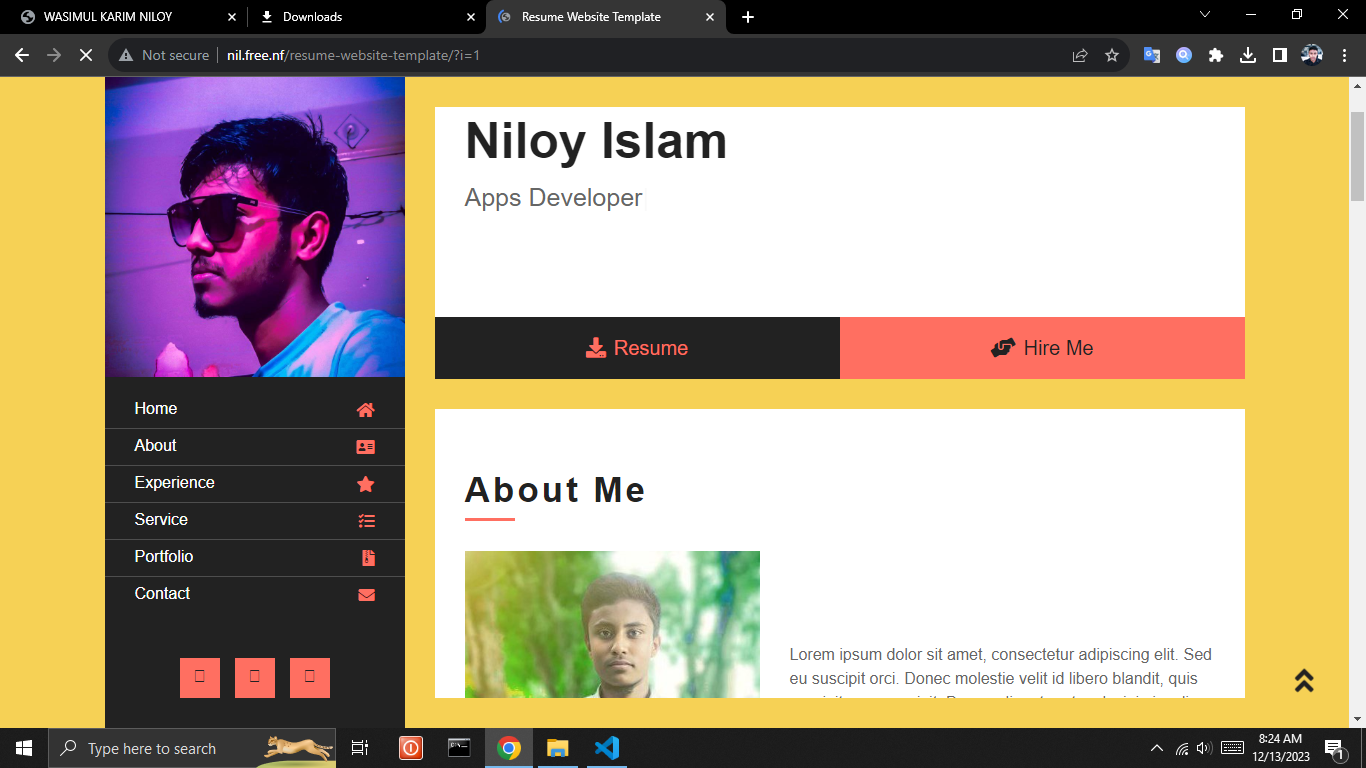 WASIMUL KARIM NILOY
Downloads
Resume Website Template
Not secure
nil.free.nf/resume-website-template/?i=1
Niloy Islam
Apps Developer
Resume
Hire Me
Home
About
Experience
Service
Portfolio
Contact
About Me
Lorem ipsum dolor sit amet, consectetur adipiscing elit. Sed
eu suscipit orci. Donec molestie velit id libero blandit, quis
Type here to search
8:24 AM
12/13/2023
1